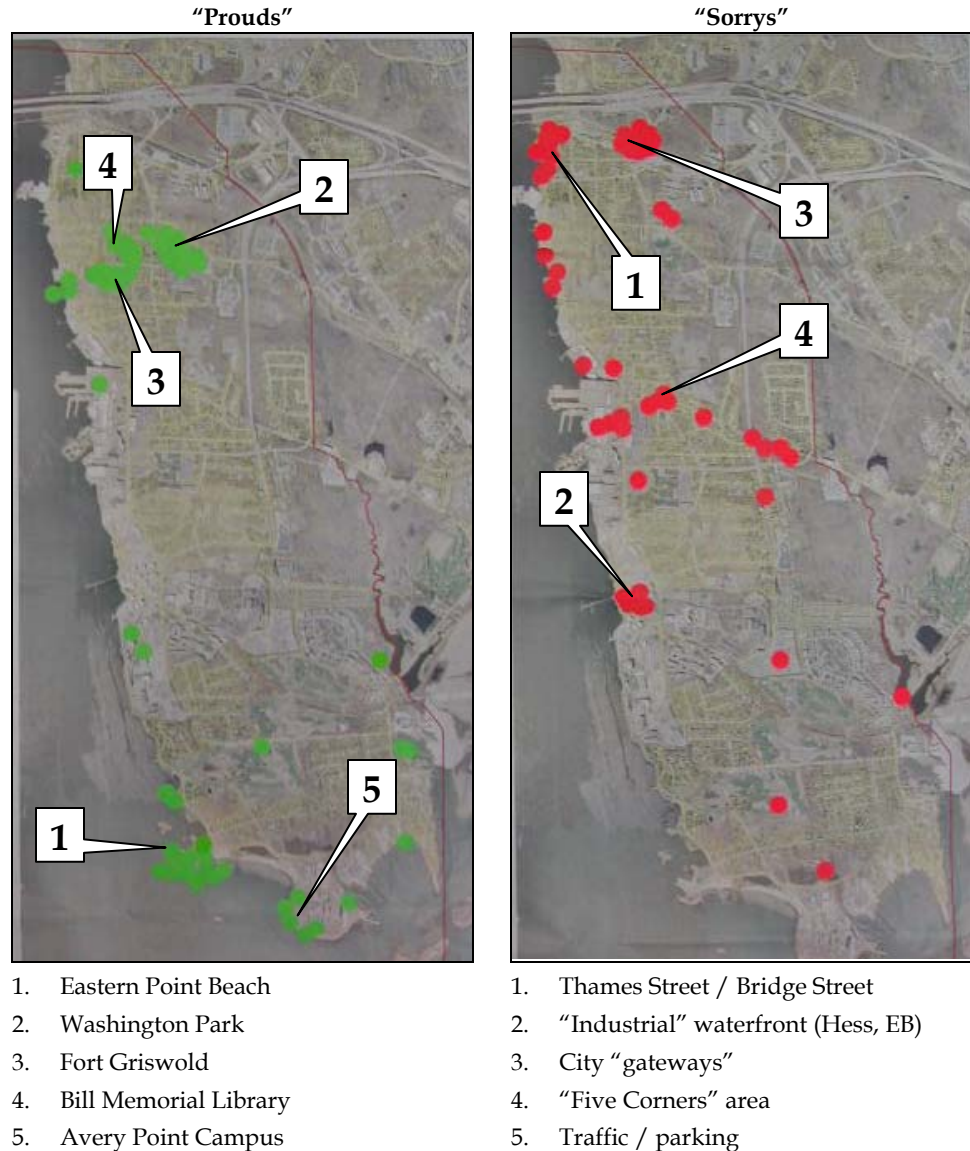 “Prouds”
4
2
3
1
5
1. Eastern Point Beach
2. Washington Park
3. Fort Griswold
4. Bill Memorial Library
5. Avery Point Campus
“Sorrys”
3
1
4
2
1. Thames Street / Bridge Street
2. “Industrial” waterfront (Hess, EB)
3. City “gateways”
4. “Five Corners” area
5. Traffic / parking